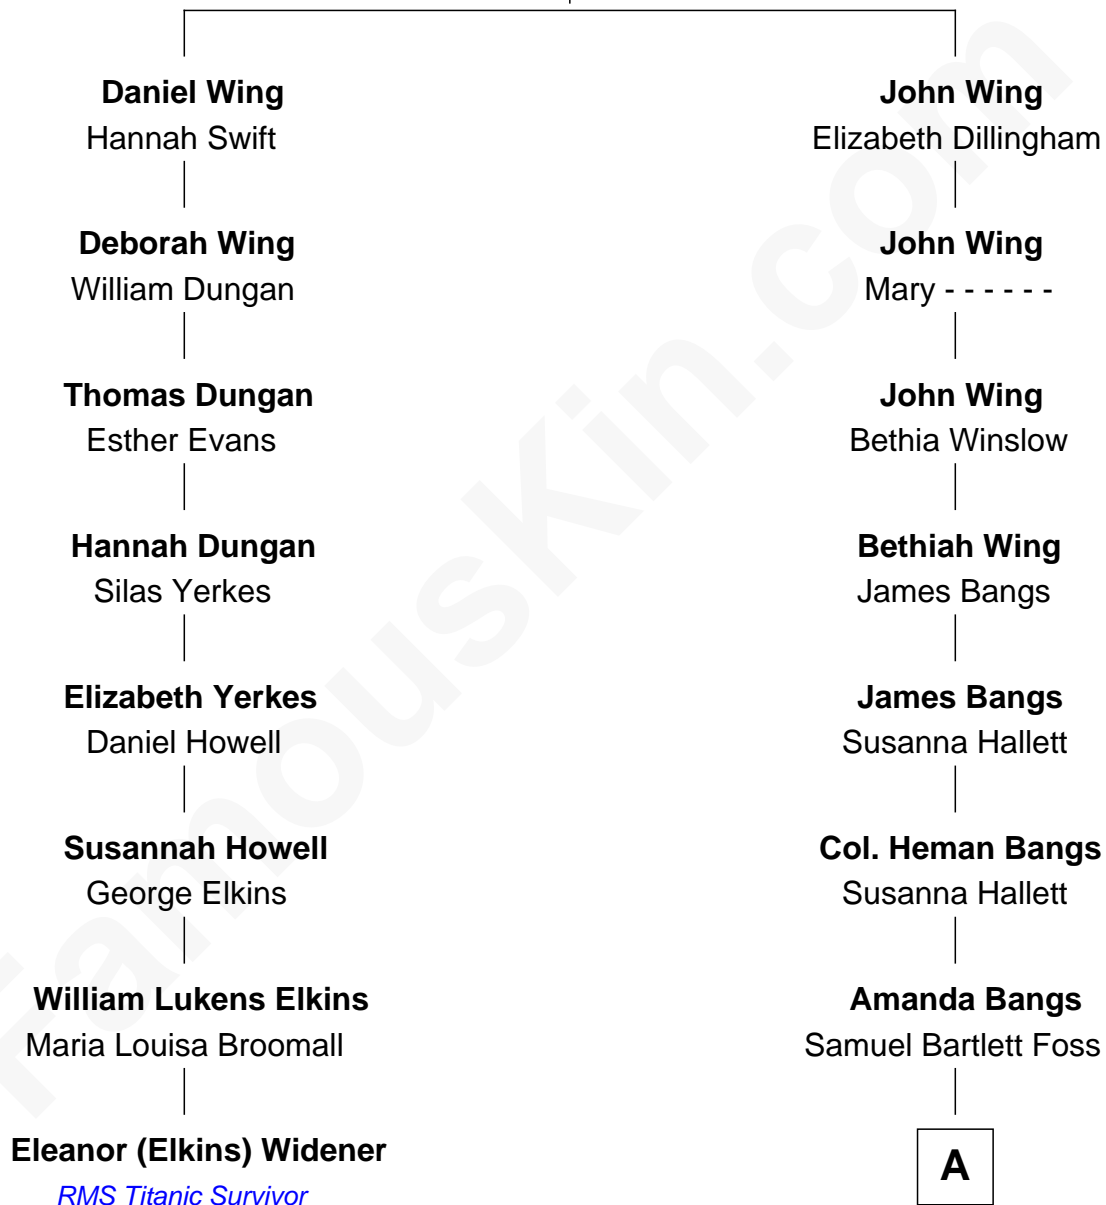 Daniel Wing
Hannah Swift
Deborah Wing
William Dungan
Thomas Dungan
Esther Evans
Hannah Dungan
Silas Yerkes
Elizabeth Yerkes
Daniel Howell
Susannah Howell
George Elkins
William Lukens Elkins
Maria Louisa Broomall
Eleanor (Elkins) Widener
RMS Titanic Survivor
John Wing
Elizabeth Dillingham
John Wing
Mary - - - - - -
John Wing
Bethia Winslow
Bethiah Wing
James Bangs
James Bangs
Susanna Hallett
Col. Heman Bangs
Susanna Hallett
Amanda Bangs
Samuel Bartlett Foss
A
FamousKin.com